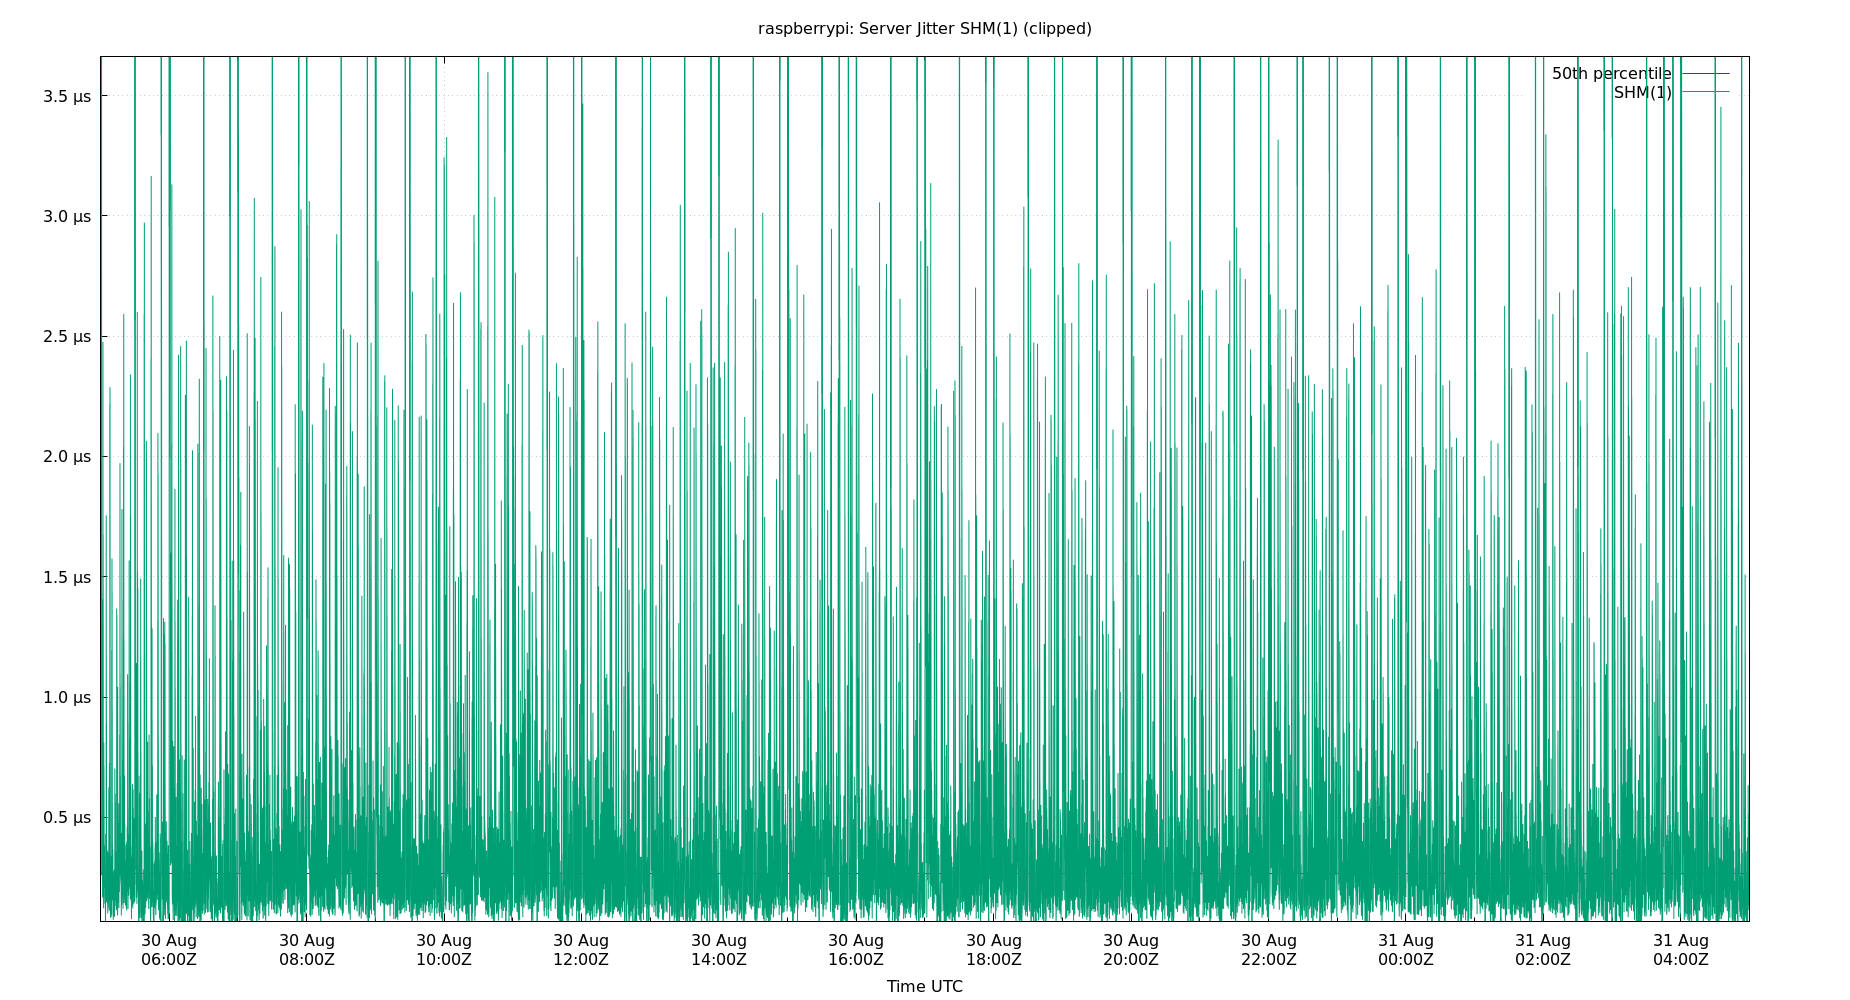 raspberrypi: Server Jitter SHM(1) (clipped)
50th percentile
SHM(1)
3.5 µs
3.0 µs
2.5 µs
2.0 µs
1.5 µs
1.0 µs
0.5 µs
30 Aug 30 Aug 30 Aug 30 Aug 30 Aug 30 Aug 30 Aug 30 Aug 30 Aug 31 Aug 31 Aug 31 Aug
06:00Z 08:00Z 10:00Z 12:00Z 14:00Z 16:00Z 18:00Z 20:00Z 22:00Z 00:00Z 02:00Z 04:00Z
Time UTC